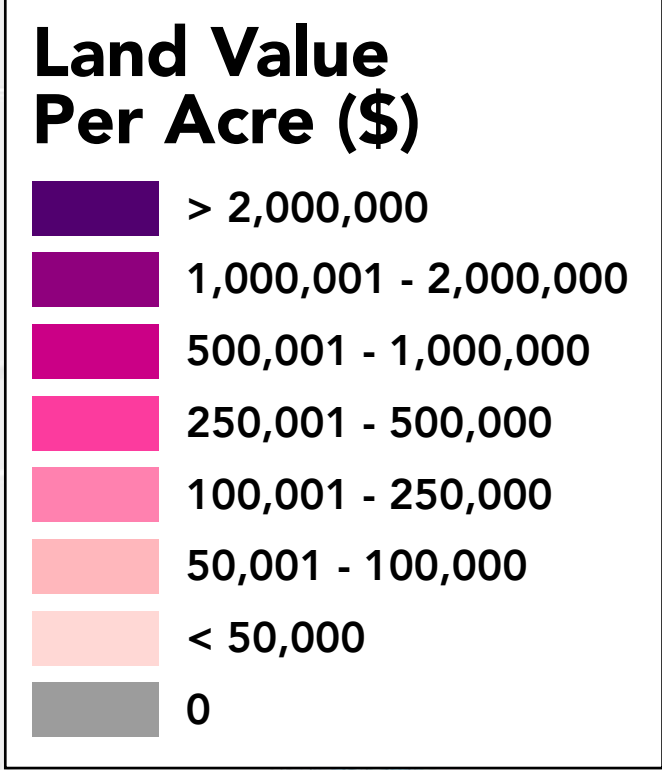 Land Value
Per Acre ($)
> 2,000,000
1,000,001 - 2,000,000
500,001 - 1,000,000
250,001 - 500,000
100,001 - 250,000
50,001 - 100,000
< 50,000
0